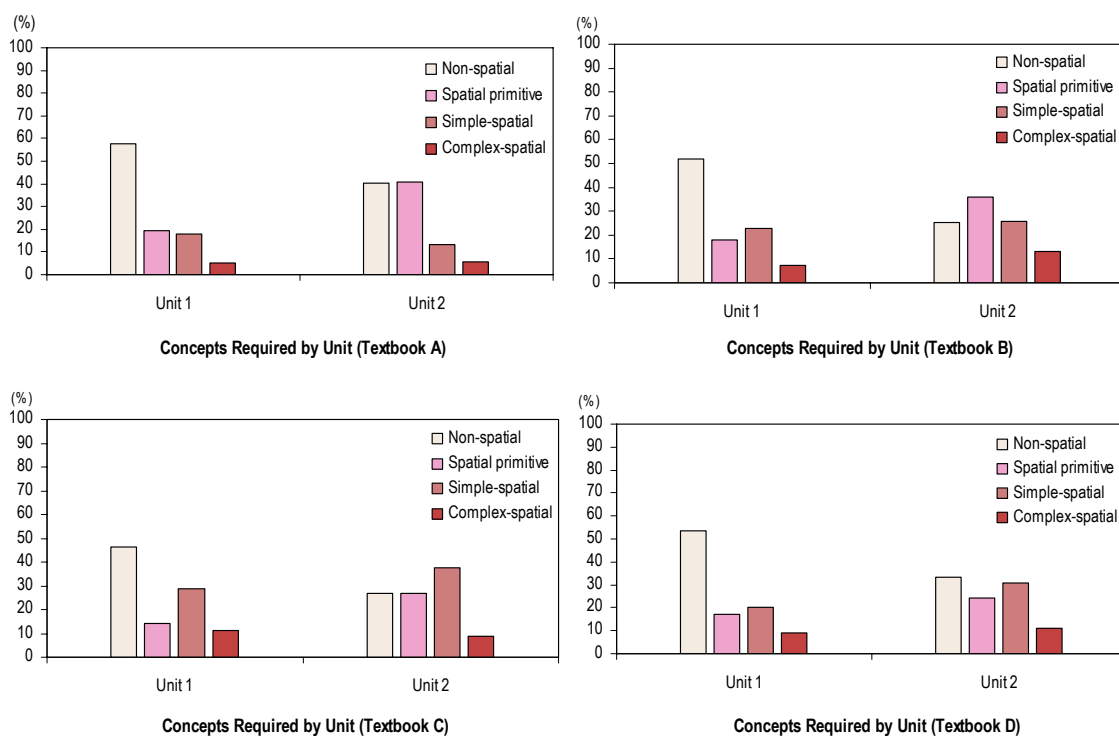 (%)
100
90
80
70
60
50
40
30
20
10
0
Non-spatial
Spatial primitive
Simple-spatial
Complex-spatial
Unit 1
Unit 2
Concepts Required by Unit (Textbook A)
(%)
100
90
80
70
60
50
40
30
20
10
0
Non-spatial
Spatial primitive
Simple-spatial
Complex-spatial
Unit 1
Unit 2
Concepts Required by Unit (Textbook B)
(%)
100
90
80
70
60
50
40
30
20
10
0
Non-spatial
Spatial primitive
Simple-spatial
Complex-spatial
Unit 1
Unit 2
Concepts Required by Unit (Textbook C)
(%)
100
90
80
70
60
50
40
30
20
10
0
Non-spatial
Spatial primitive
Simple-spatial
Complex-spatial
Unit 1
Unit 2
Concepts Required by Unit (Textbook D)